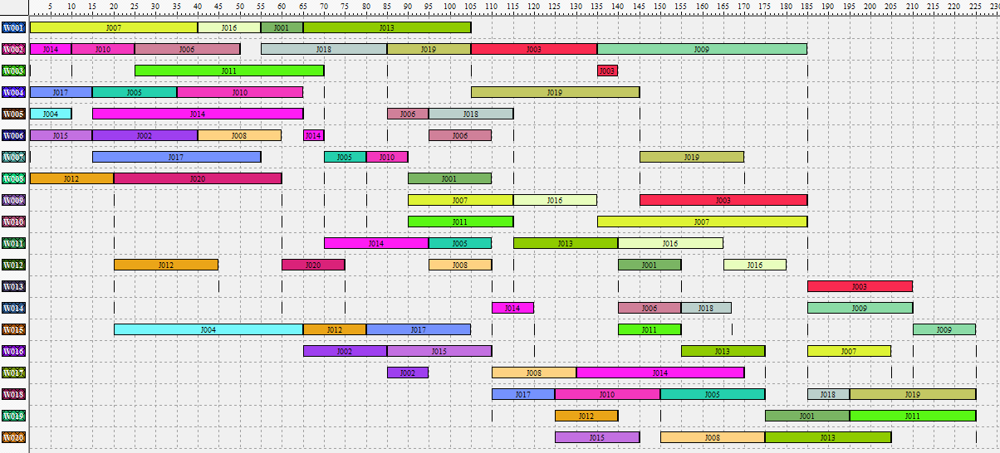 5 10 15 20 25 30 35 40 45 50 55 60 65 70 75 80 85 90 95 100 105 110 115 120 125 130 135 140 145 150 155 160 165 170 175 180 185 190 195 200 205 210 215 220 225 230
W001 J007 J016 J001 J013
W002 J014 J010 J006 J018 J019 J003 J009
W003 J011 J003
W004 J017 J005 J010 J019
W005 J004 J014 J006 J018
W006 J015 J002 J008 J014 J006
W007 J017 J005 J010 J019
W008 J012 J020 J001
W009 J007 J016 J003
W010 J011 J007
W011 J014 J005 J013 J016
W012 J012 J020 J008 J001 J016
W013 J003
W014 J014 J006 J018 J009
W015 J004 J012 J017 J011 J009
W016 J002 J015 J013 J007
W017 J002 J008 J014
W018 J017 J010 J005 J018 J019
W019 J012 J001 J011
W020 J015 J008 J013